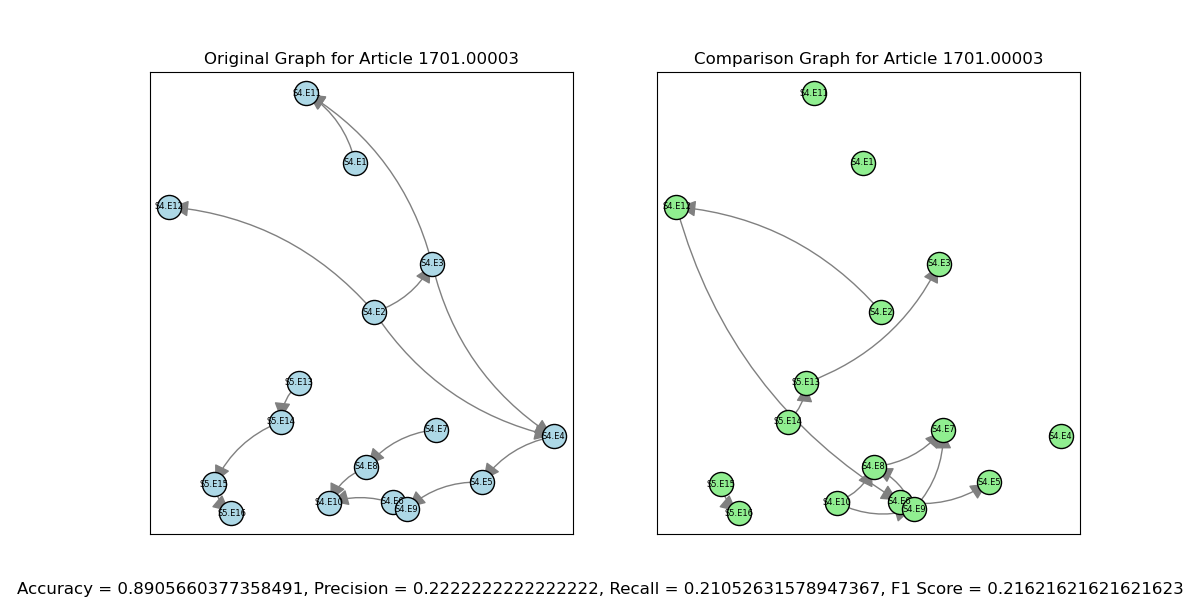 Original Graph for Article 1701.00003
Comparison Graph for Article 1701.00003
S4.E11
S4.E1
S4.E12
S4.E3
S4.E2
S5.E13
S5.E14
S4.E7
S4.E4
S4.E8
S4.E5
S5.E15
S4.E10
S4.E6
S4.E9
S5.E16
S4.E11
S4.E1
S4.E12
S4.E3
S4.E2
S5.E13
S5.E14
S4.E7
S4.E4
S4.E8
S4.E5
S5.E15
S4.E10
S4.E6
S4.E9
S5.E16
Accuracy = 0.8905660377358491, Precision = 0.2222222222222222, Recall = 0.21052631578947367, F1 Score = 0.21621621621621623